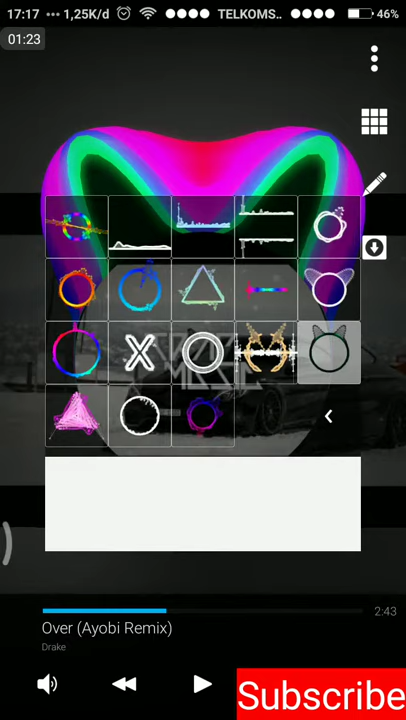 17:17 ••• 1,25K/d TELKOMS.. 46%
01:23
X
2:43
Over (Ayobi Remix)
Drake
Subscribe